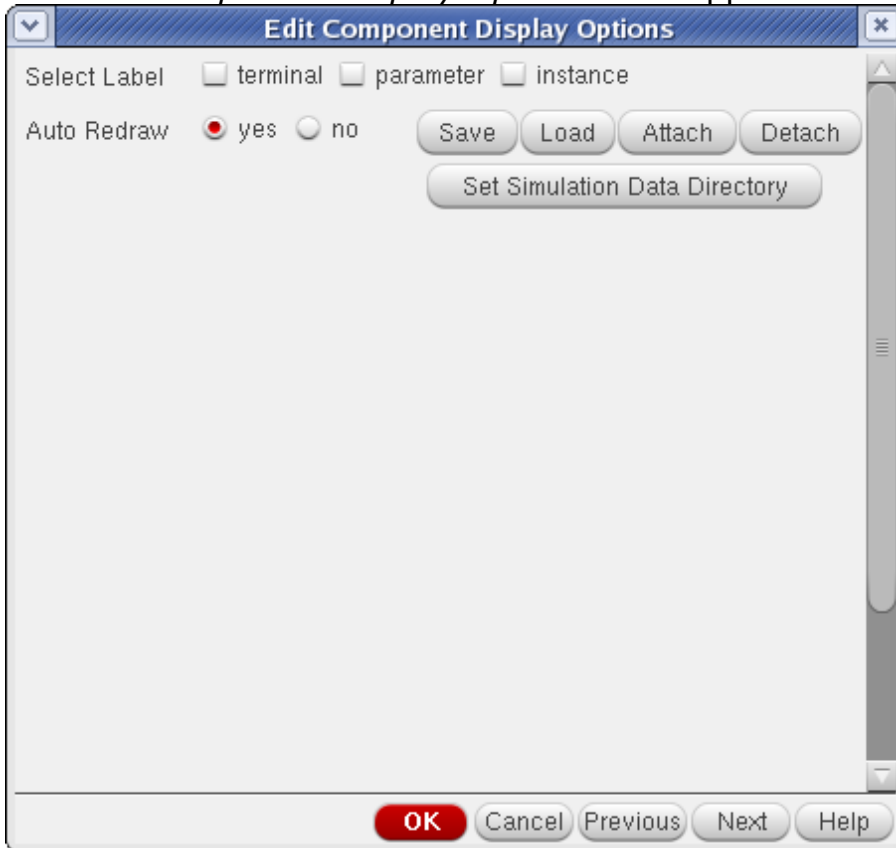 Edit Component Display Options
Select Label terminal parameter instance
Auto Redraw yes no Save Load Attach Detach
Set Simulation Data Directory
OK Cancel Previous Next Help